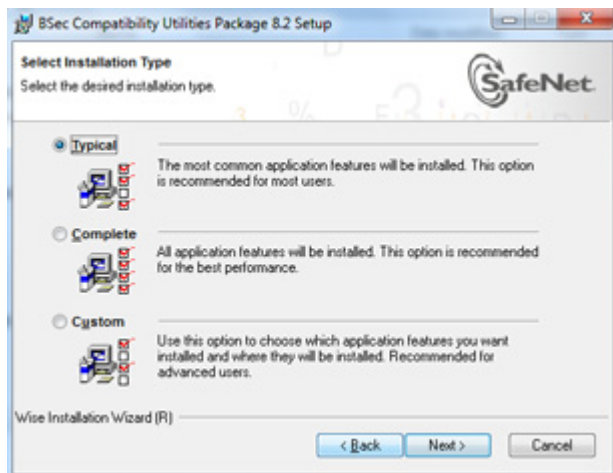 BSec Compatibility Utilities Package 8.2 Setup
Select Installation Type
Select the desired installation type.
SafeNet.
Typical
The most common application features will be installed. This option
is recommended for most users.
Complete
All application features will be installed. This option is recommended
for the best performance.
Custom
Use this option to choose which application features you want
installed and where they will be installed. Recommended for
advanced users.
Wise Installation Wizard (R)
< Back
Next >
Cancel